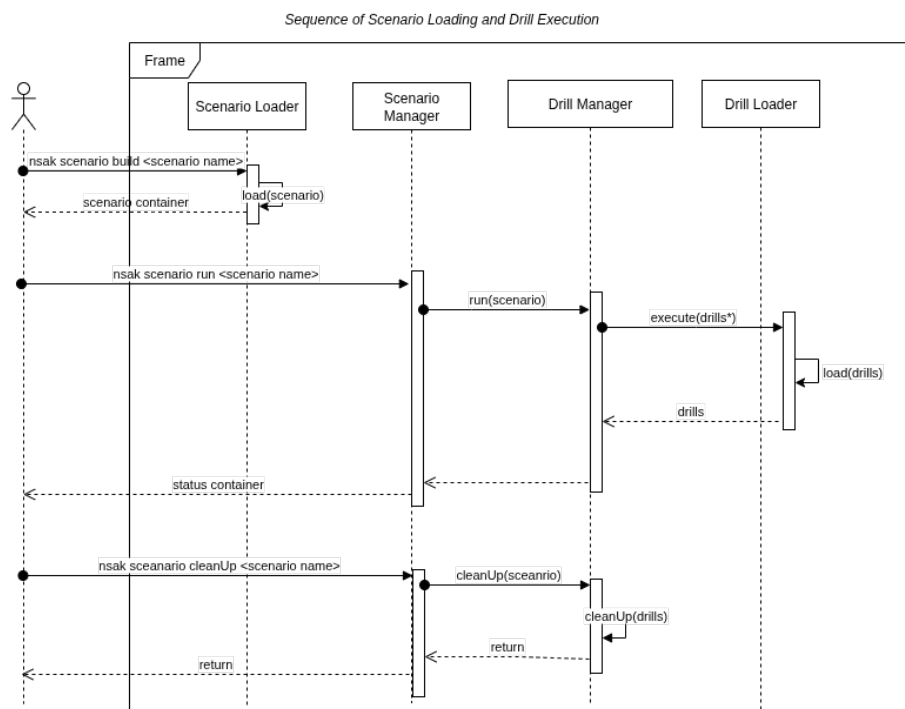 Sequence of Scenario Loading and Drill Execution
Frame
Scenario Loader
Scenario
Manager
Drill Manager
Drill Loader
nsak scenario build <scenario name>
load(scenario)
scenario container
nsak scenario run <scenario name>
run(scenario)
execute(drills*)
load(drills)
drills
status container
nsak sceanario cleanUp <scenario name>
cleanUp(sceanrio)
cleanUp(drills)
return
return